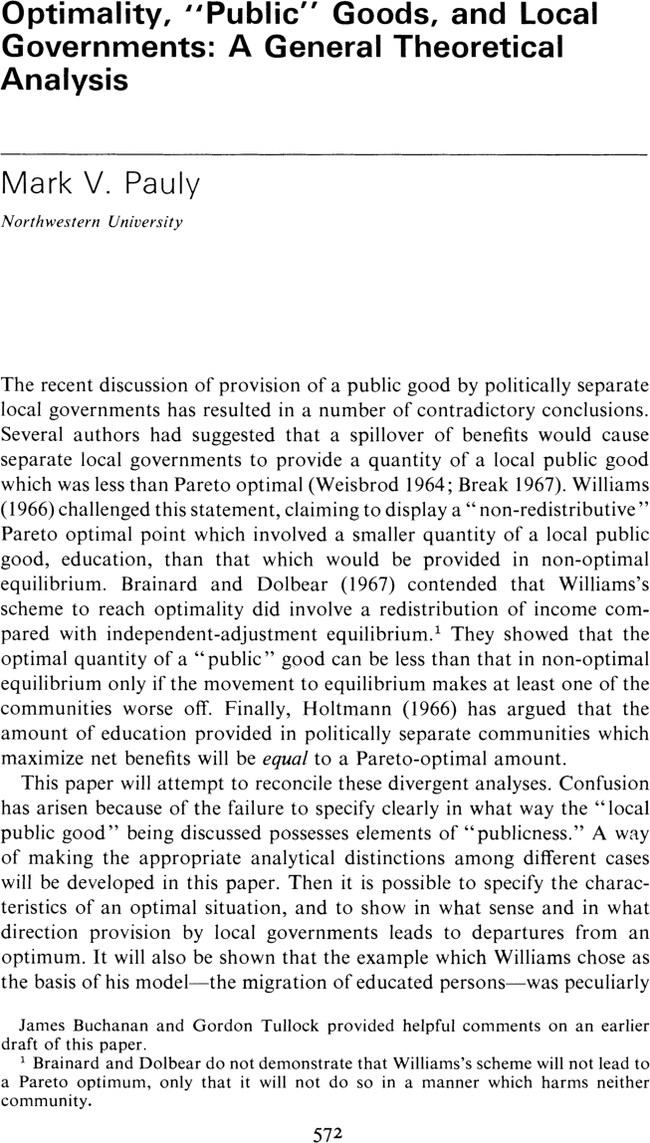 Optimality, "Public" Goods, and Local
Governments: A General Theoretical
Analysis
Mark V. Pauly
Northwestern University
The recent discussion of provision of a public good by politically separate
local governments has resulted in a number of contradictory conclusions.
Several authors had suggested that a spillover of benefits would cause
separate local governments to provide a quantity of a local public good
which was less than Pareto optimal (Weisbrod 1964; Break 1967). Williams
(1966) challenged this statement, claiming to display a "non-redistributive"
Pareto optimal point which involved a smaller quantity of a local public
good, education, than that which would be provided in non-optimal
equilibrium. Brainard and Dolbear (1967) contended that Williams's
scheme to reach optimality did involve a redistribution of income com-
pared with independent-adjustment equilibrium.¹ They showed that the
optimal quantity of a "public" good can be less than that in non-optimal
equilibrium only if the movement to equilibrium makes at least one of the
communities worse off. Finally, Holtmann (1966) has argued that the
amount of education provided in politically separate communities which
maximize net benefits will be equal to a Pareto-optimal amount.
This paper will attempt to reconcile these divergent analyses. Confusion
has arisen because of the failure to specify clearly in what way the "local
public good" being discussed possesses elements of "publicness." A way
of making the appropriate analytical distinctions among different cases
will be developed in this paper. Then it is possible to specify the charac-
teristics of an optimal situation, and to show in what sense and in what
direction provision by local governments leads to departures from an
optimum. It will also be shown that the example which Williams chose as
the basis of his model—the migration of educated persons—was peculiarly
James Buchanan and Gordon Tullock provided helpful comments on an earlier
draft of this paper.
¹ Brainard and Dolbear do not demonstrate that Williams's scheme will not lead to
a Pareto optimum, only that it will not do so in a manner which harms neither
community.
572